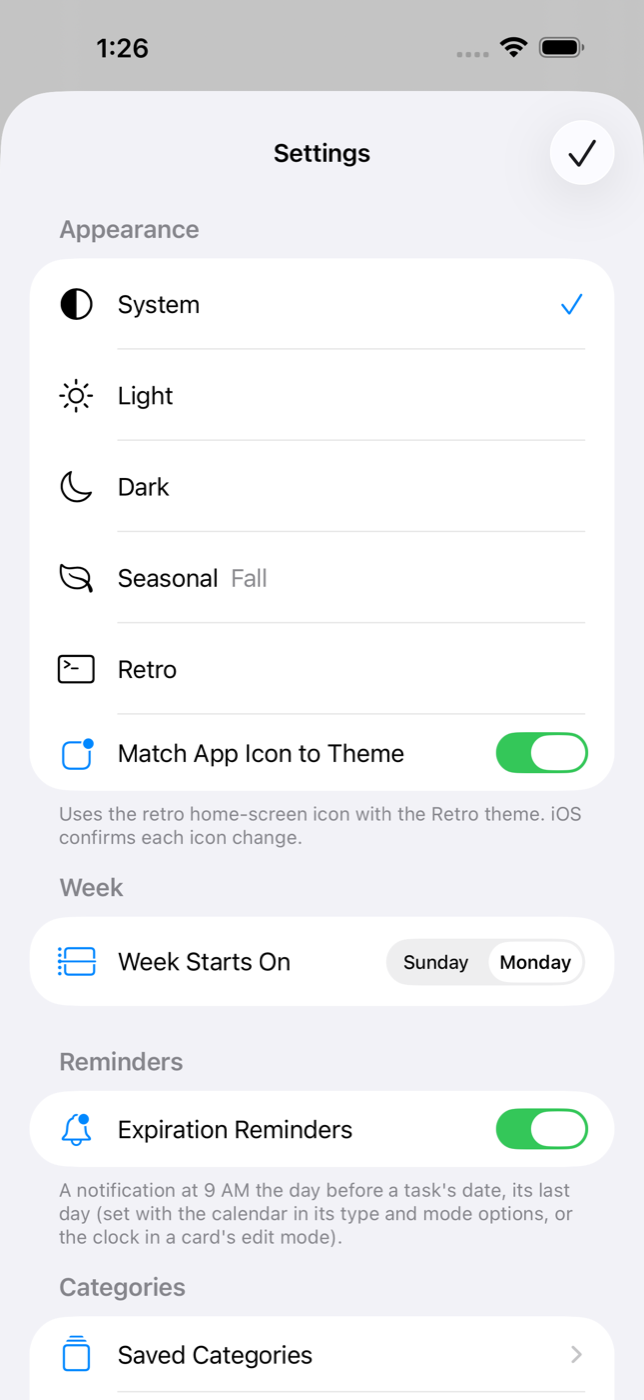 1:26
Settings
Appearance
System
Light
Dark
Seasonal Fall
Retro
Match App Icon to Theme
Uses the retro home-screen icon with the Retro theme. iOS
confirms each icon change.
Week
Week Starts On Sunday Monday
Reminders
Expiration Reminders
A notification at 9 AM the day before a task's date, its last
day (set with the calendar in its type and mode options, or
the clock in a card's edit mode).
Categories
Saved Categories